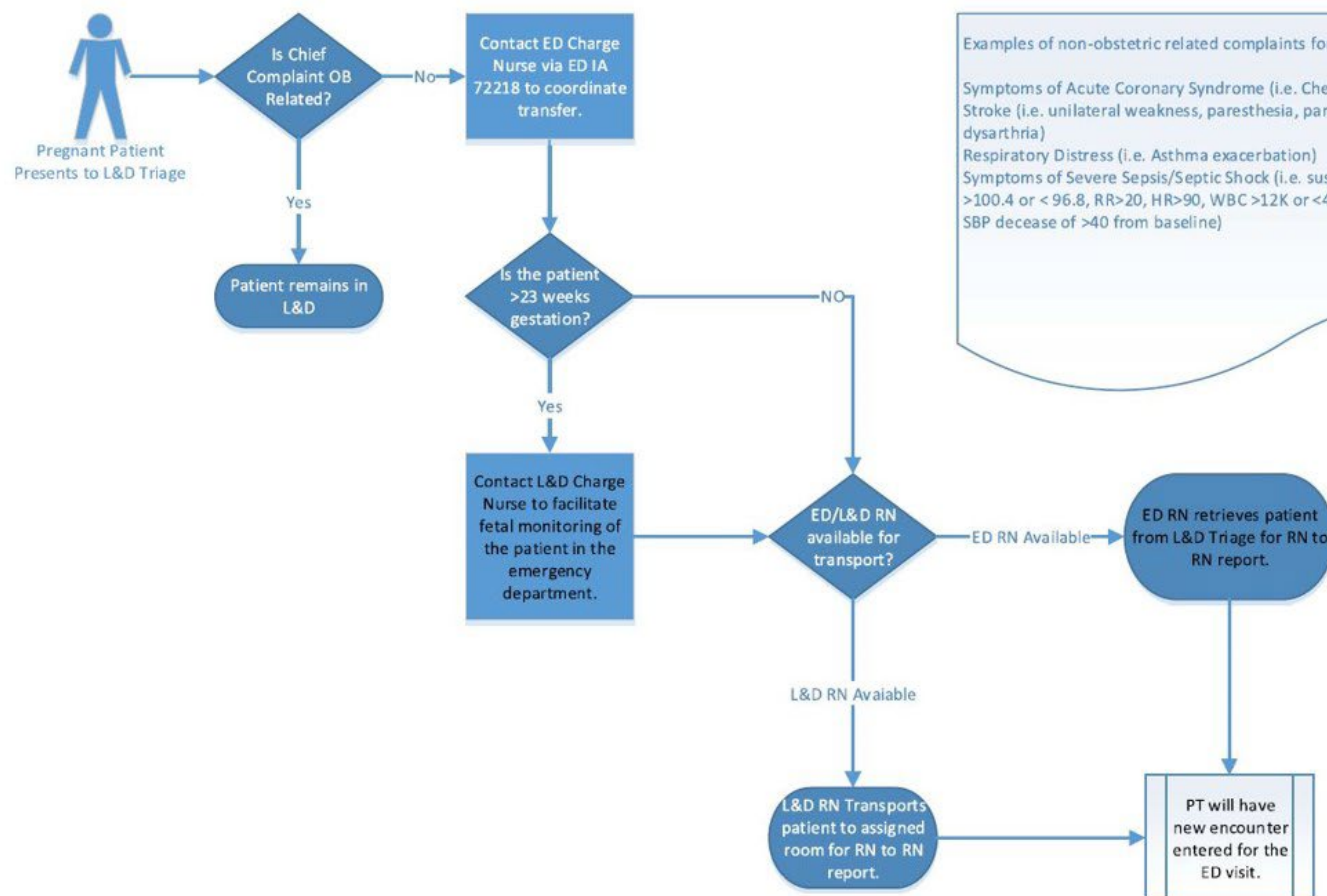 Pregnant Patient
Presents to L&D Triage
Is Chief
Complaint OB
Related?
No
Yes
Patient remains in
L&D
Contact ED Charge
Nurse via ED IA
72218 to coordinate
transfer.
Is the patient
>23 weeks
gestation?
NO
Yes
Contact L&D Charge
Nurse to facilitate
fetal monitoring of
the patient in the
emergency
department.
ED/L&D RN
available for
transport?
ED RN Available
ED RN retrieves patient
from L&D Triage for RN to
RN report.
L&D RN Avaiable
L&D RN Transports
patient to assigned
room for RN to RN
report.
PT will have
new encounter
entered for the
ED visit.
Examples of non-obstetric related complaints fo
Symptoms of Acute Coronary Syndrome (i.e. Che
Stroke (i.e. unilateral weakness, paresthesia, par
dysarthria)
Respiratory Distress (i.e. Asthma exacerbation)
Symptoms of Severe Sepsis/Septic Shock (i.e. sus
>100.4 or < 96.8, RR>20, HR>90, WBC >12K or <4
SBP decease of >40 from baseline)